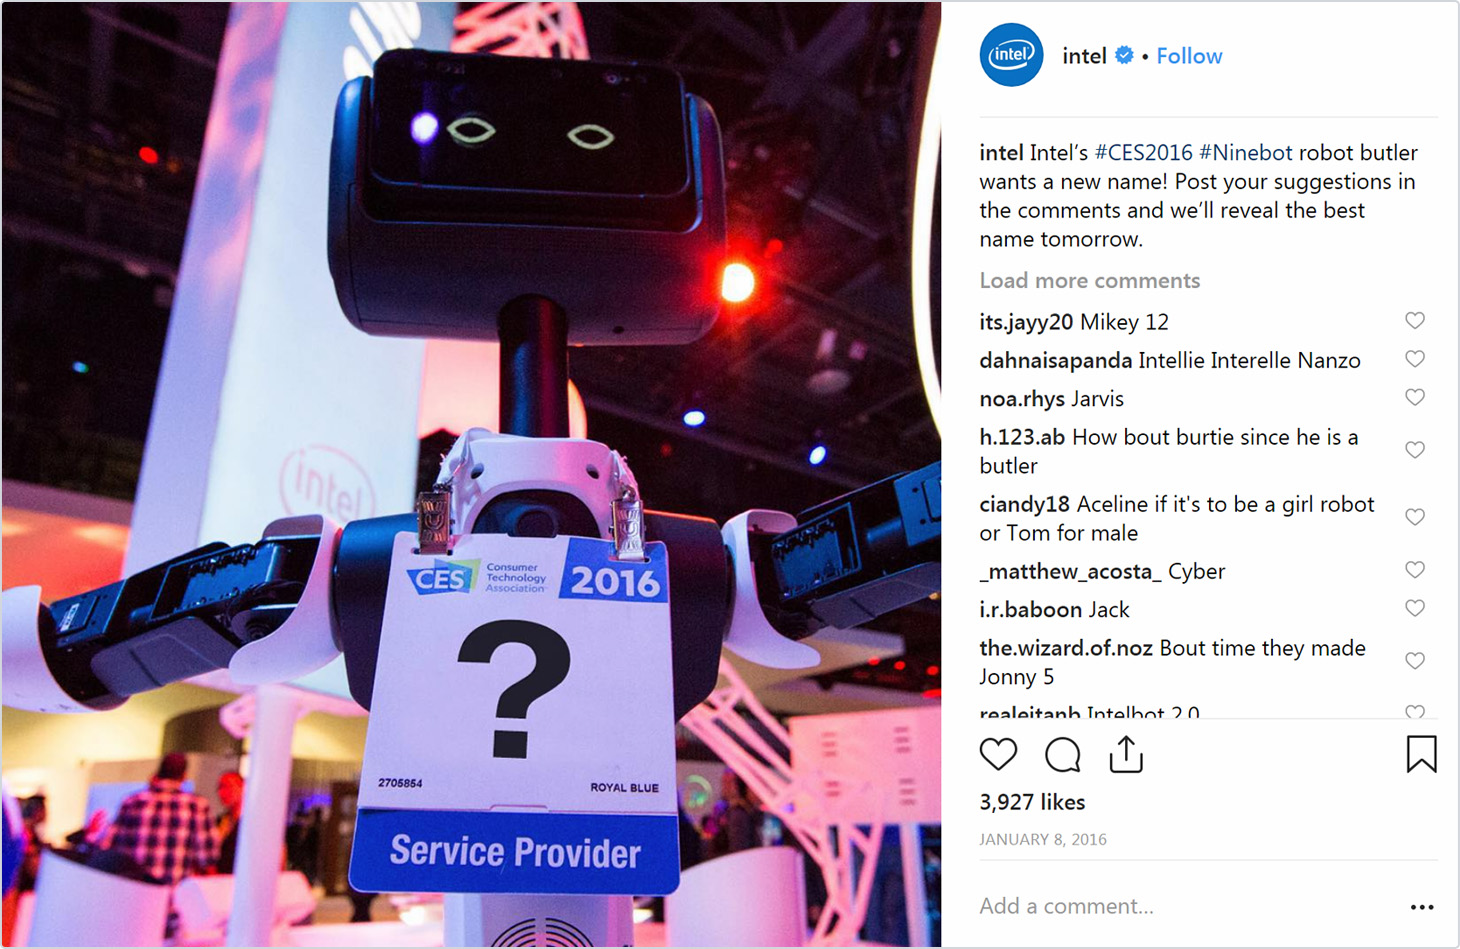 intel
CES
Consumer
Technology
Association
2016
?
2705854
ROYAL BLUE
Service Provider
intel
intel • Follow
intel Intel’s #CES2016 #Ninebot robot butler
wants a new name! Post your suggestions in
the comments and we’ll reveal the best
name tomorrow.
Load more comments
its.jayy20 Mikey 12
dahnaisapanda Intellie Interelle Nanzo
noa.rhys Jarvis
h.123.ab How bout burtie since he is a
butler
ciandy18 Aceline if it's to be a girl robot
or Tom for male
_matthew_acosta_ Cyber
i.r.baboon Jack
the.wizard.of.noz Bout time they made
Jonny 5
realeitanb Intelbot 2.0
3,927 likes
JANUARY 8, 2016
Add a comment...